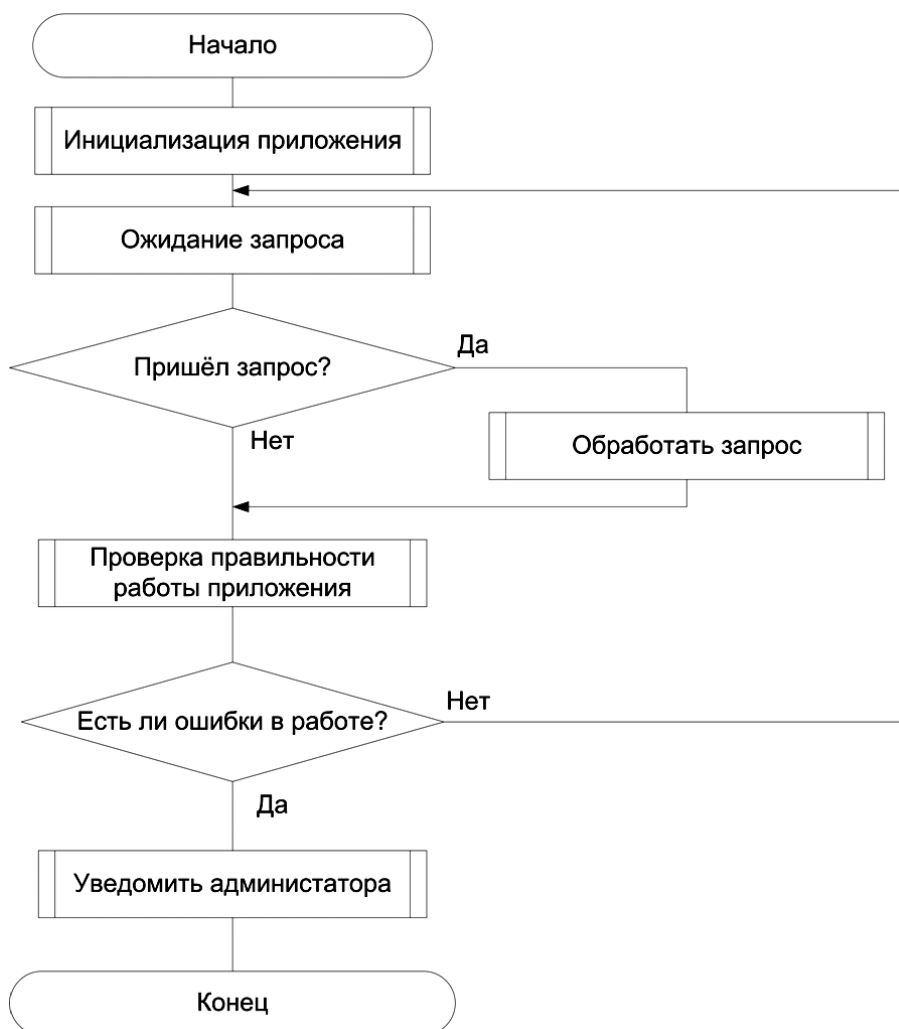 Начало
Инициализация приложения
Ожидание запроса
Пришёл запрос?
Да
Нет
Обработать запрос
Проверка правильности
работы приложения
Есть ли ошибки в работе?
Нет
Да
Уведомить администатора
Конец